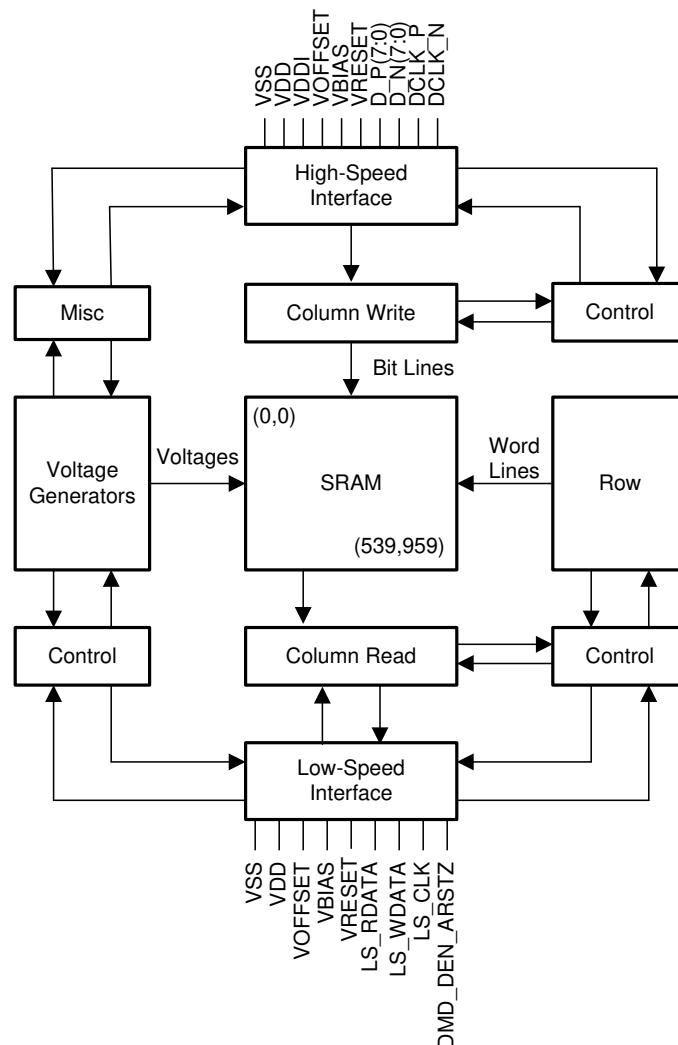 VSS
VDD
VDDI
VOFFSET
VBIAS
VRESET
D_P(7:0)
D_N(7:0)
DCLK_P
DCLK_N
High-Speed
Interface
Misc
Column Write
Control
Bit Lines
(0,0)
Voltage
Generators
Voltages
SRAM
Word
Lines
Row
(539,959)
Control
Column Read
Control
Low-Speed
Interface
VSS
VDD
VOFFSET
VBIAS
VRESET
LS_RDATA
LS_WDATA
LS_CLK
DMD_DEN_ARSTZ